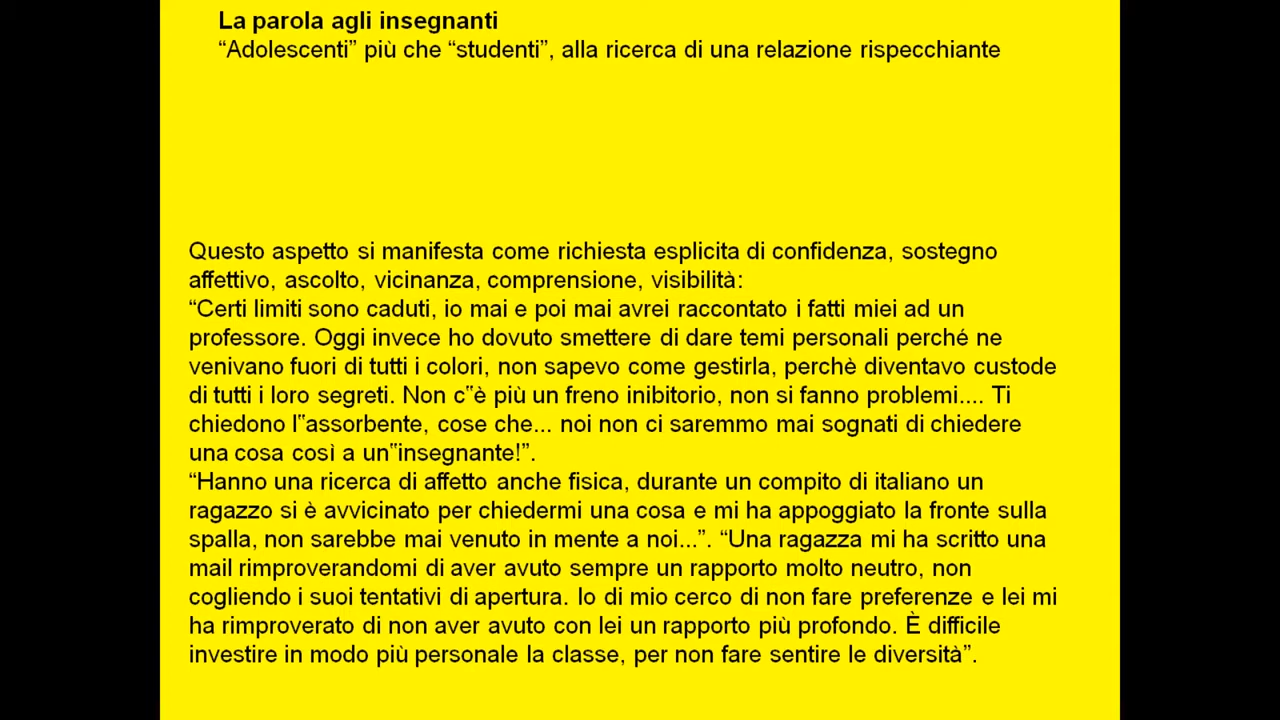 La parola agli insegnanti
“Adolescenti” più che “studenti”, alla ricerca di una relazione rispecchiante
Questo aspetto si manifesta come richiesta esplicita di confidenza, sostegno
affettivo, ascolto, vicinanza, comprensione, visibilità:
“Certi limiti sono caduti, io mai e poi mai avrei raccontato i fatti miei ad un
professore. Oggi invece ho dovuto smettere di dare temi personali perché ne
venivano fuori di tutti i colori, non sapevo come gestirla, perchè diventavo custode
di tutti i loro segreti. Non c‟è più un freno inibitorio, non si fanno problemi.... Ti
chiedono l‟assorbente, cose che... noi non ci saremmo mai sognati di chiedere
una cosa così a un‟insegnante!”.
“Hanno una ricerca di affetto anche fisica, durante un compito di italiano un
ragazzo si è avvicinato per chiedermi una cosa e mi ha appoggiato la fronte sulla
spalla, non sarebbe mai venuto in mente a noi...”. “Una ragazza mi ha scritto una
mail rimproverandomi di aver avuto sempre un rapporto molto neutro, non
cogliendo i suoi tentativi di apertura. Io di mio cerco di non fare preferenze e lei mi
ha rimproverato di non aver avuto con lei un rapporto più profondo. È difficile
investire in modo più personale la classe, per non fare sentire le diversità”.